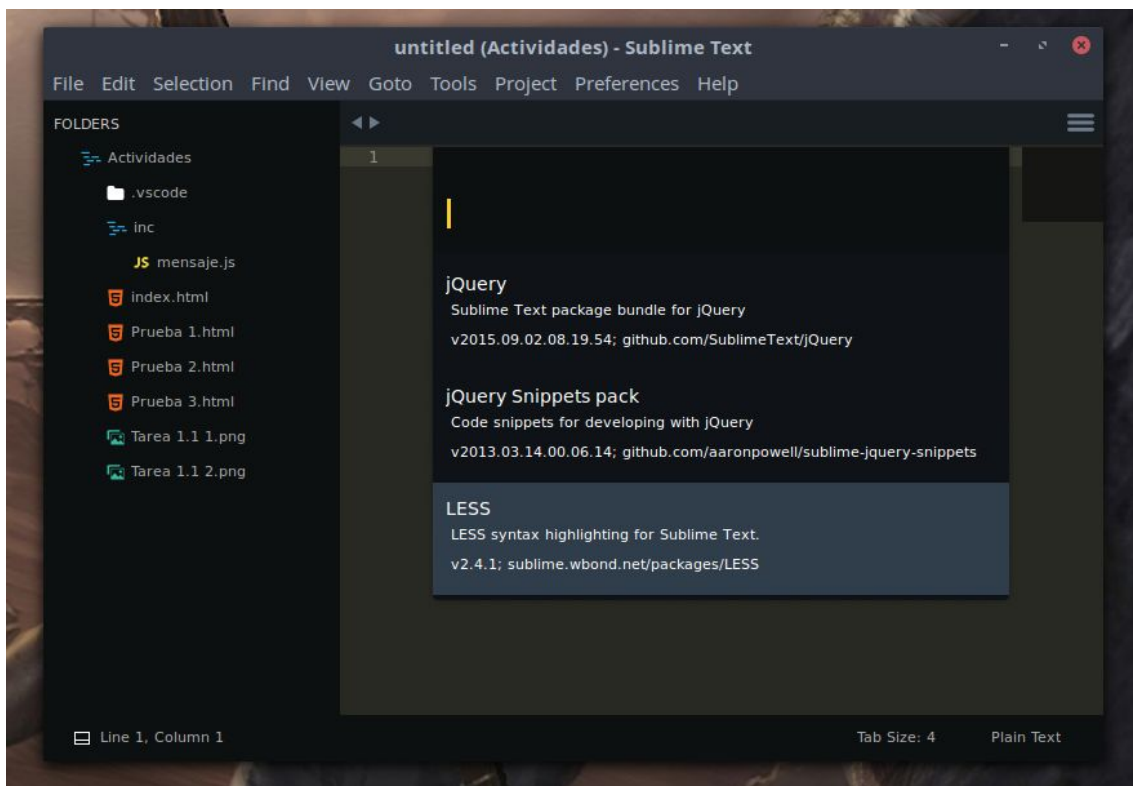 untitled (Actividades) - Sublime Text
File Edit Selection Find View Goto Tools Project Preferences Help
FOLDERS
Actividades
.vscode
inc
JS mensaje.js
index.html
Prueba 1.html
Prueba 2.html
Prueba 3.html
Tarea 1.1 1.png
Tarea 1.1 2.png
1
jQuery
Sublime Text package bundle for jQuery
v2015.09.02.08.19.54; github.com/SublimeText/jQuery
jQuery Snippets pack
Code snippets for developing with jQuery
v2013.03.14.00.06.14; github.com/aaronpowell/sublime-jquery-snippets
LESS
LESS syntax highlighting for Sublime Text.
v2.4.1; sublime.wbond.net/packages/LESS
Line 1, Column 1
Tab Size: 4
Plain Text